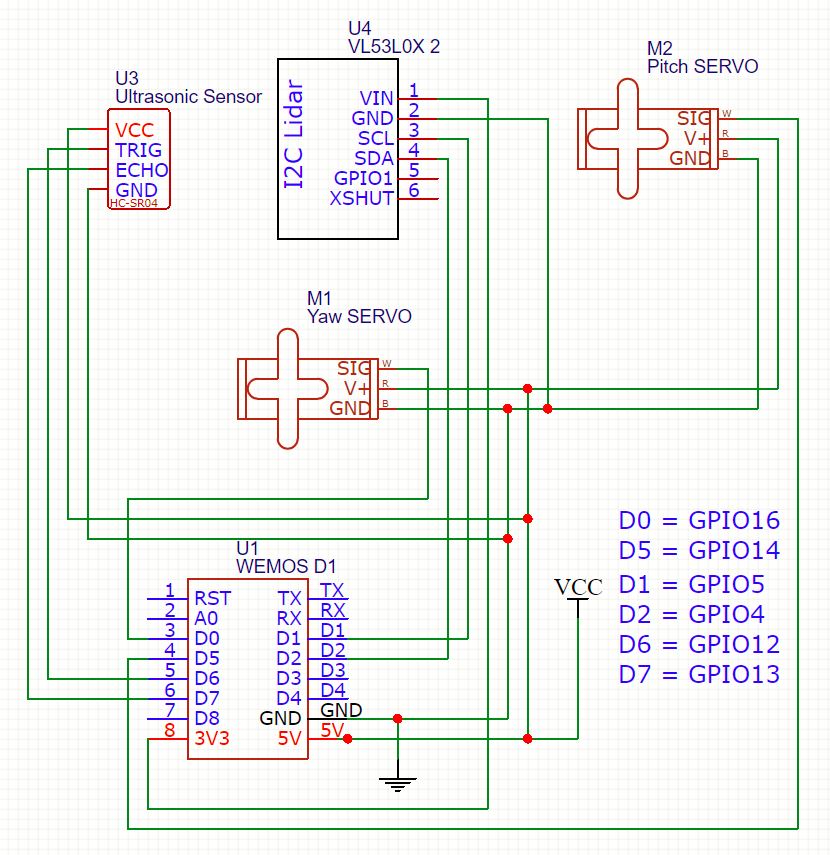 U4
VL53L0X 2
M2
Pitch SERVO
U3
Ultrasonic Sensor
I2C Lidar
VIN 1
GND 2
SCL 3
SDA 4
GPIO1 5
XSHUT 6
VCC
TRIG
ECHO
GND
HC-SR04
SIG W
V+ R
GND B
M1
Yaw SERVO
SIG W
V+ R
GND B
D0 = GPIO16
D5 = GPIO14
D1 = GPIO5
D2 = GPIO4
D6 = GPIO12
D7 = GPIO13
VCC
U1
WEMOS D1
1 RST TX TX
2 A0 RX RX
3 D0 D1 D1
4 D5 D2 D2
5 D6 D3 D3
6 D7 D4 D4
7 D8 GND GND
8 3V3 5V 5V